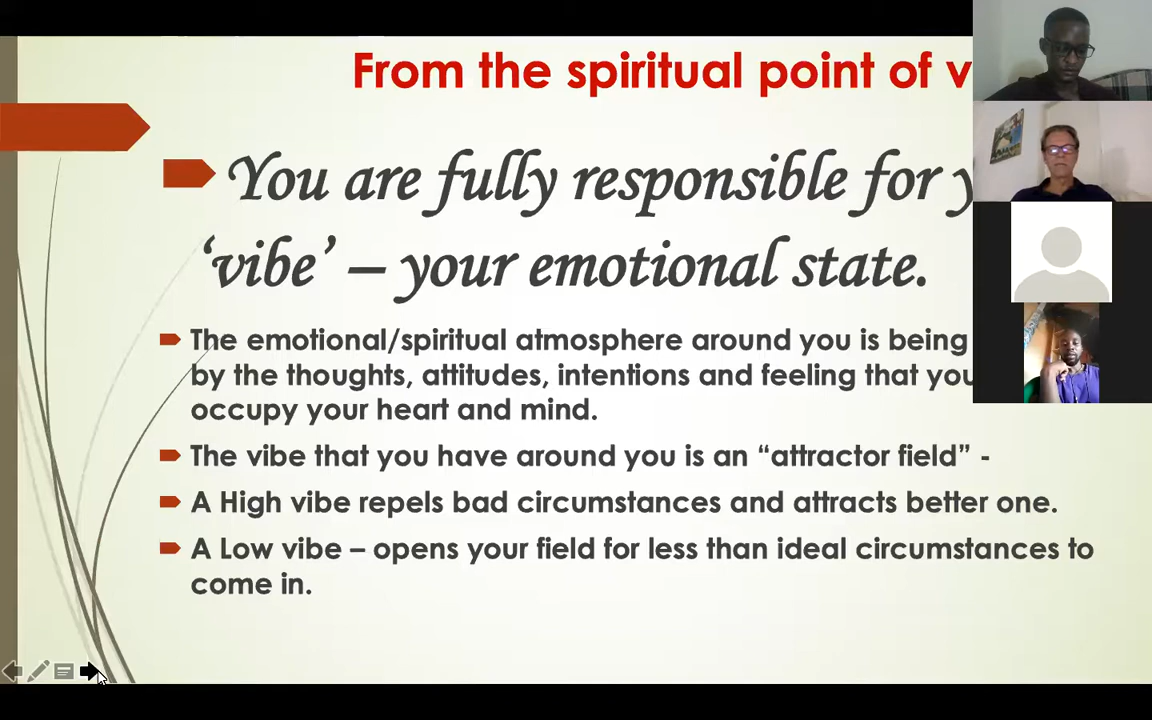 From the spiritual point of v
You are fully responsible for y
‘vibe’ – your emotional state.
The emotional/spiritual atmosphere around you is being
by the thoughts, attitudes, intentions and feeling that you
occupy your heart and mind.
The vibe that you have around you is an “attractor field” -
A High vibe repels bad circumstances and attracts better one.
A Low vibe – opens your field for less than ideal circumstances to
come in.